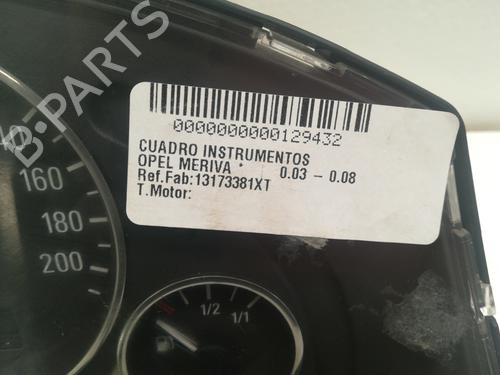 0000000000129432
CUADRO INSTRUMENTOS
OPEL MERIVA * 0.03 - 0.08
Ref.Fab:13173381XT
T.Motor:
160
180
200
1/2 1/1
B-PARTS